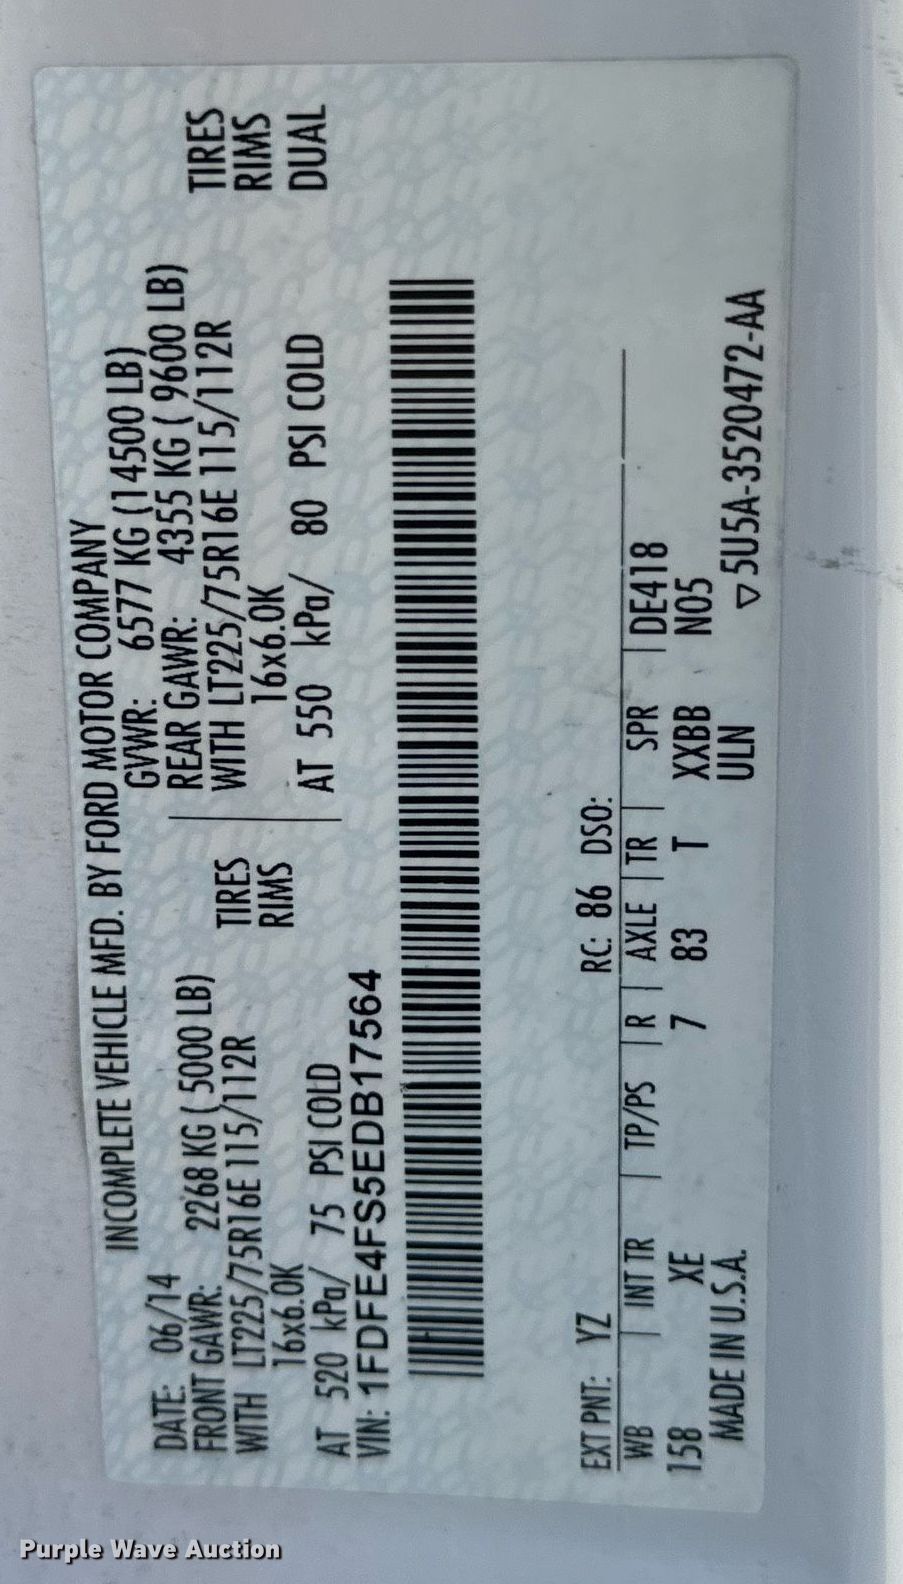 INCOMPLETE VEHICLE MFD. BY FORD MOTOR COMPANY
DATE: 06/14 GVWR: 6577 KG (14500 LB)
FRONT GAWR: 2268 KG ( 5000 LB) REAR GAWR: 4355 KG ( 9600 LB)
WITH LT225/75R16E 115/112R TIRES WITH LT225/75R16E 115/112R TIRES
16x6.0K RIMS 16x6.0K RIMS
AT 520 kPa/ 75 PSI COLD AT 550 kPa/ 80 PSI COLD DUAL
VIN: 1FDFE4FS5EDB17564
EXT PNT: YZ RC: 86 DSO:
WB | INT TR | TP/PS | R | AXLE | TR | SPR | DE418
158 XE 7 83 T XXBB N05
MADE IN U.S.A. ULN
▽5U5A-3520472-AA
Purple Wave Auction